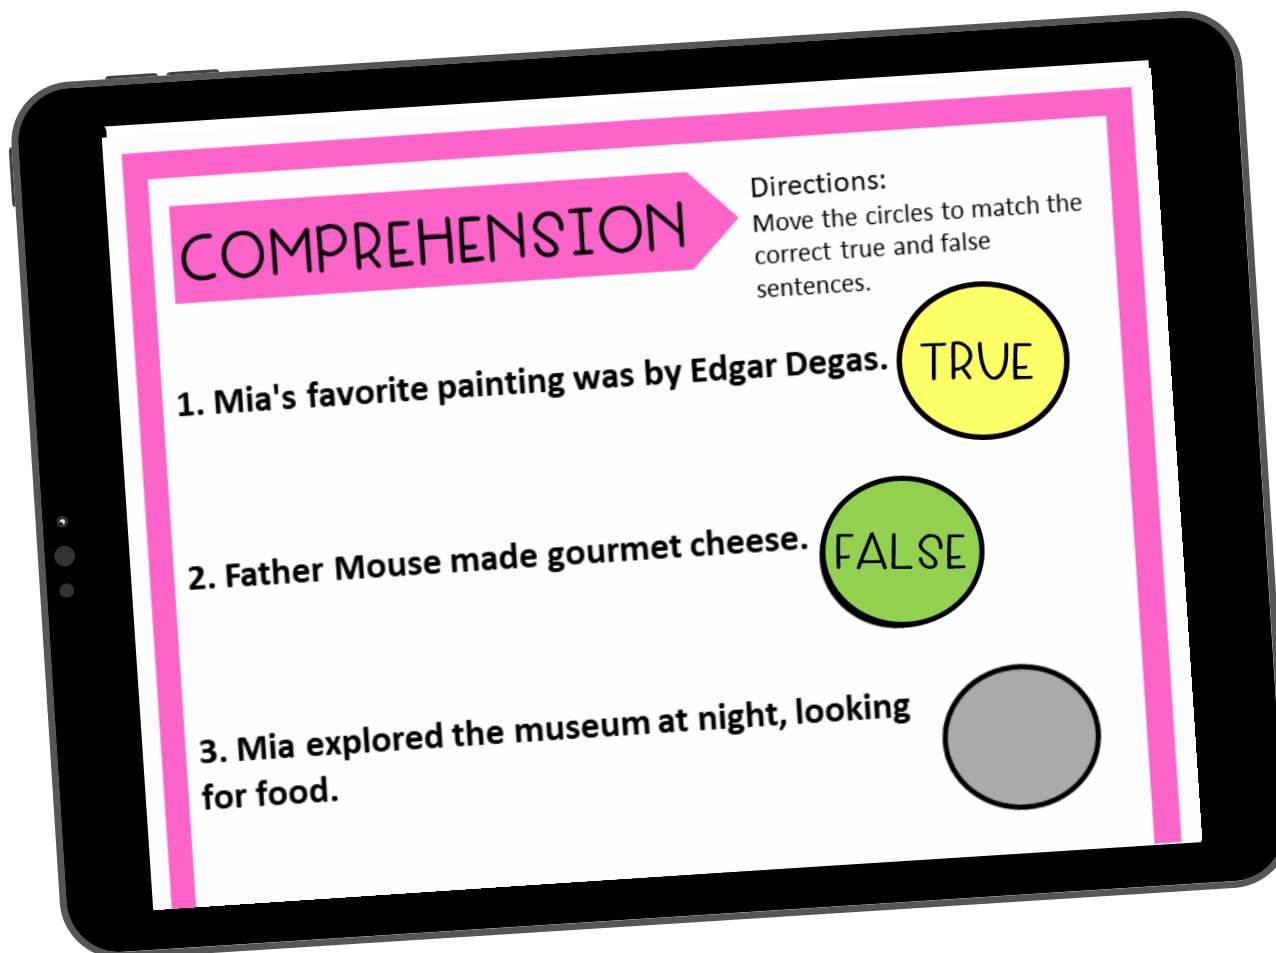 COMPREHENSION
Directions:
Move the circles to match the
correct true and false
sentences.
1. Mia's favorite painting was by Edgar Degas.
TRUE
2. Father Mouse made gourmet cheese.
FALSE
3. Mia explored the museum at night, looking
for food.